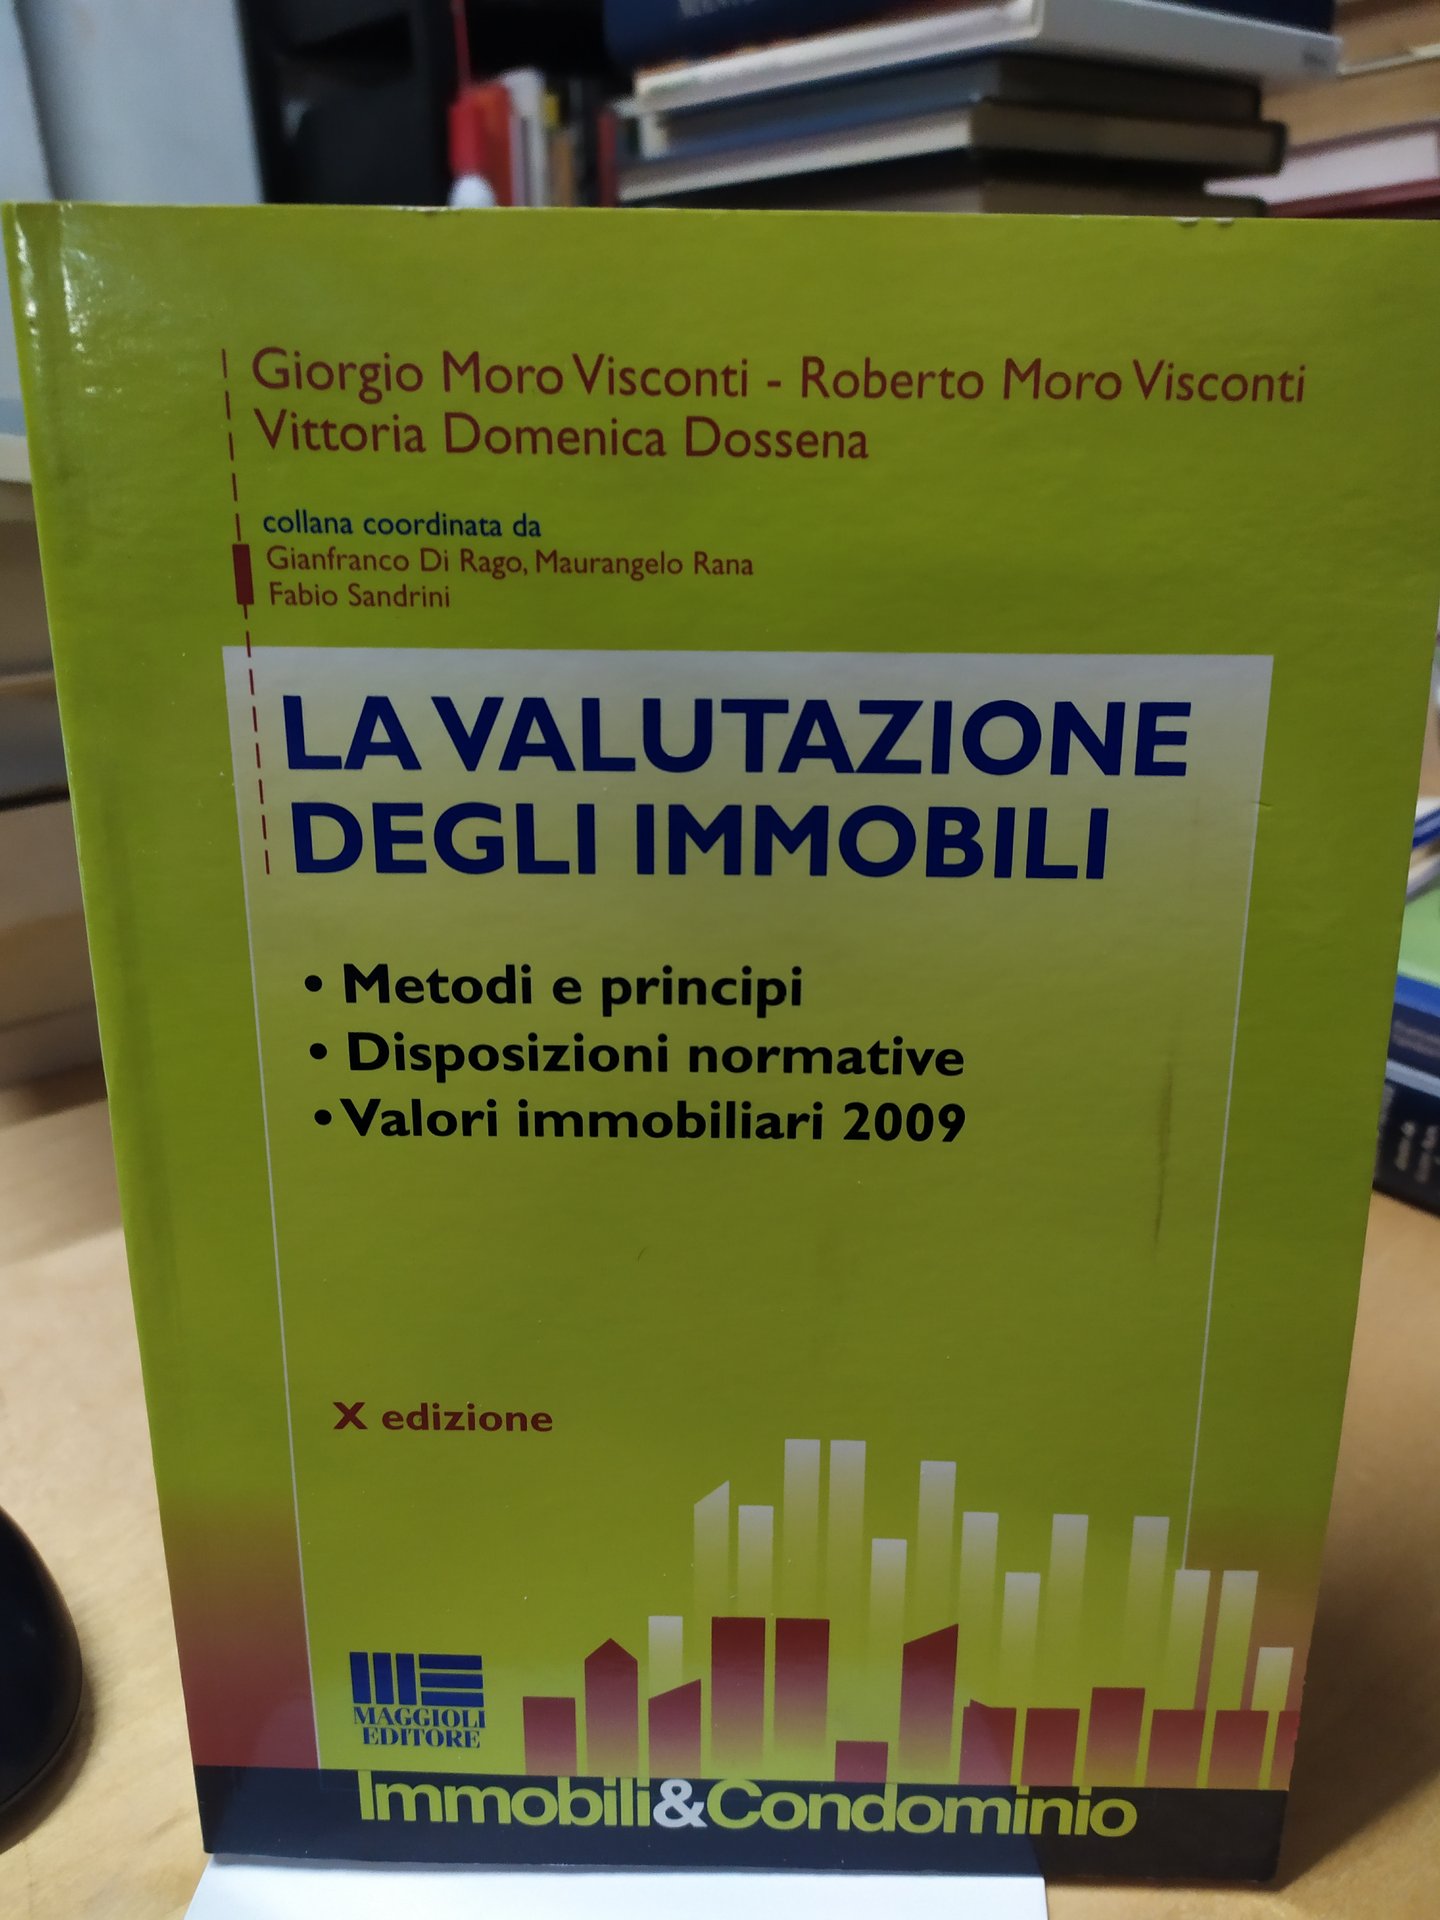 Giorgio Moro Visconti - Roberto Moro Visconti
Vittoria Domenica Dossena
collana coordinata da
Gianfranco Di Rago, Maurangelo Rana
Fabio Sandrini
LA VALUTAZIONE
DEGLI IMMOBILI
• Metodi e principi
• Disposizioni normative
• Valori immobiliari 2009
X edizione
MAGGIOLI
EDITORE
Immobili&Condominio